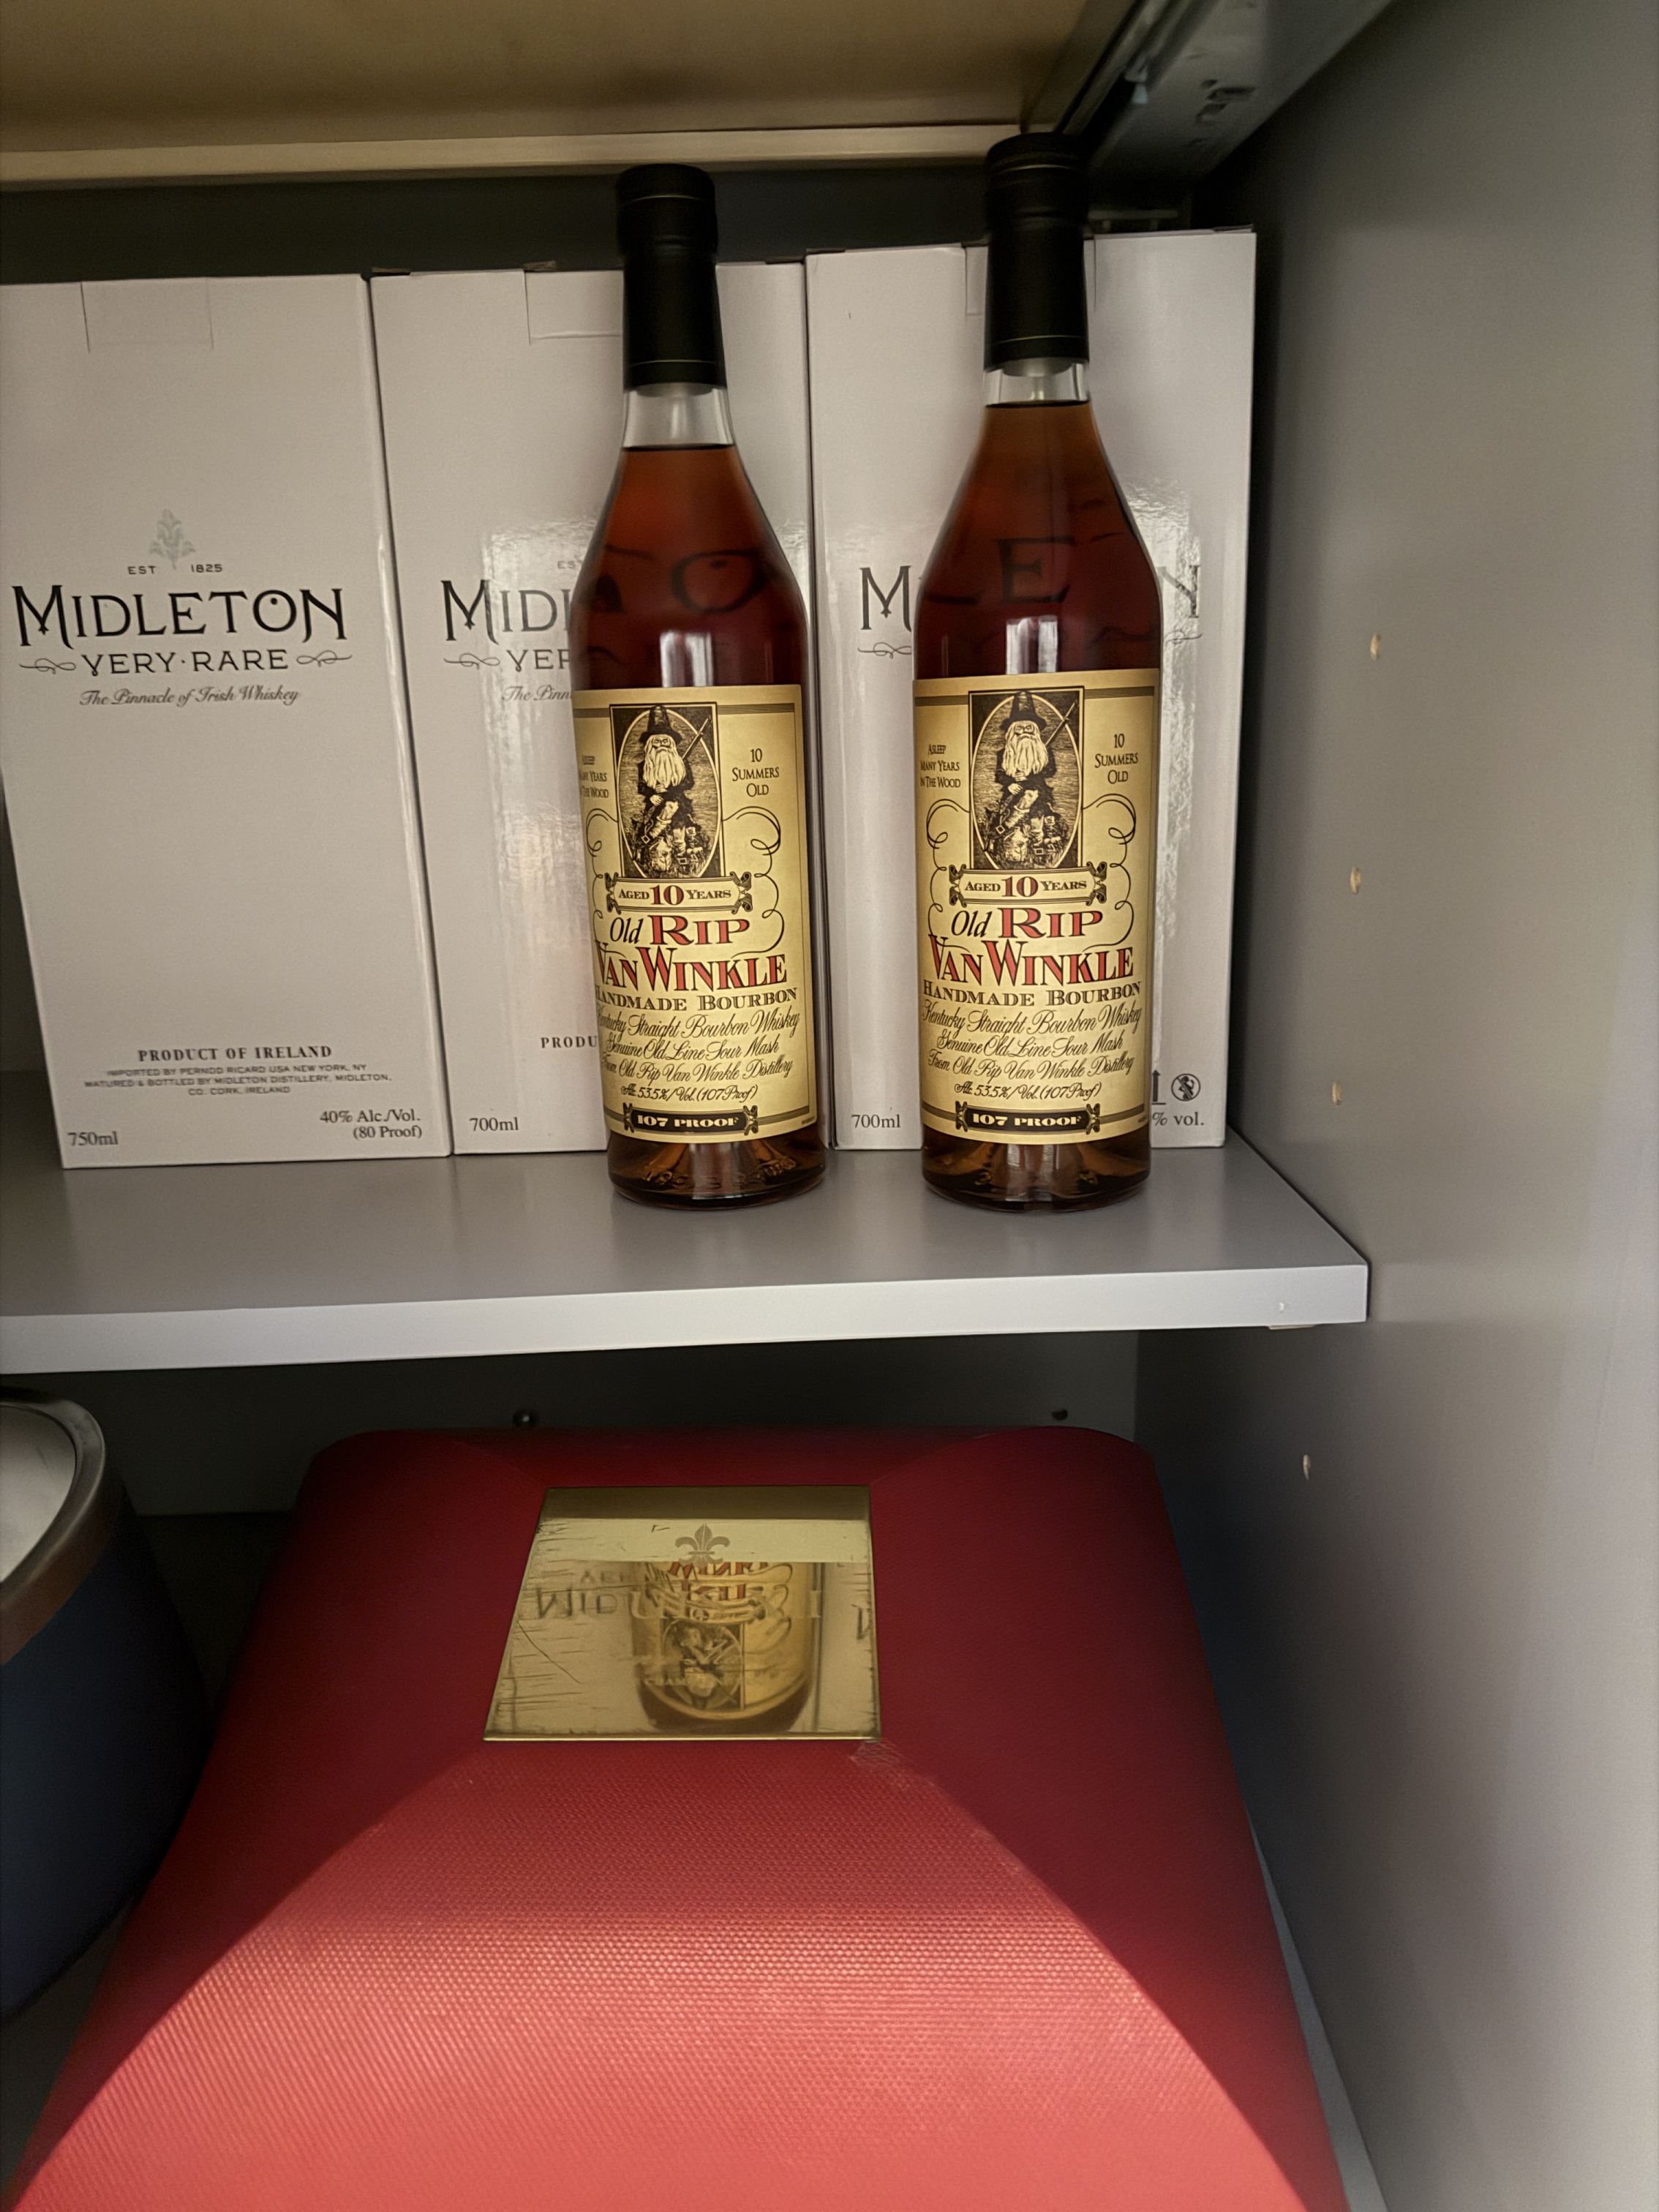 EST 1825
MIDLETON
VERY·RARE
The Pinnacle of Irish Whiskey
PRODUCT OF IRELAND
IMPORTED BY PERNOD RICARD USA NEW YORK, NY
MATURED & BOTTLED BY MIDLETON DISTILLERY, MIDLETON,
CO. CORK, IRELAND
750ml
40% Alc./Vol.
(80 Proof)
700ml
ASLEEP
MANY YEARS
IN THE WOOD
10
SUMMERS
OLD
AGED 10 YEARS
Old RIP
VAN WINKLE
HANDMADE BOURBON
Kentucky Straight Bourbon Whiskey
Genuine Old Line Sour Mash
From Old Rip Van Winkle Distillery
Alc. 53.5%/Vol. (107 Proof)
107 PROOF
700ml
% vol.
ASLEEP
MANY YEARS
IN THE WOOD
10
SUMMERS
OLD
AGED 10 YEARS
Old RIP
VAN WINKLE
HANDMADE BOURBON
Kentucky Straight Bourbon Whiskey
Genuine Old Line Sour Mash
From Old Rip Van Winkle Distillery
Alc. 53.5%/Vol. (107 Proof)
107 PROOF